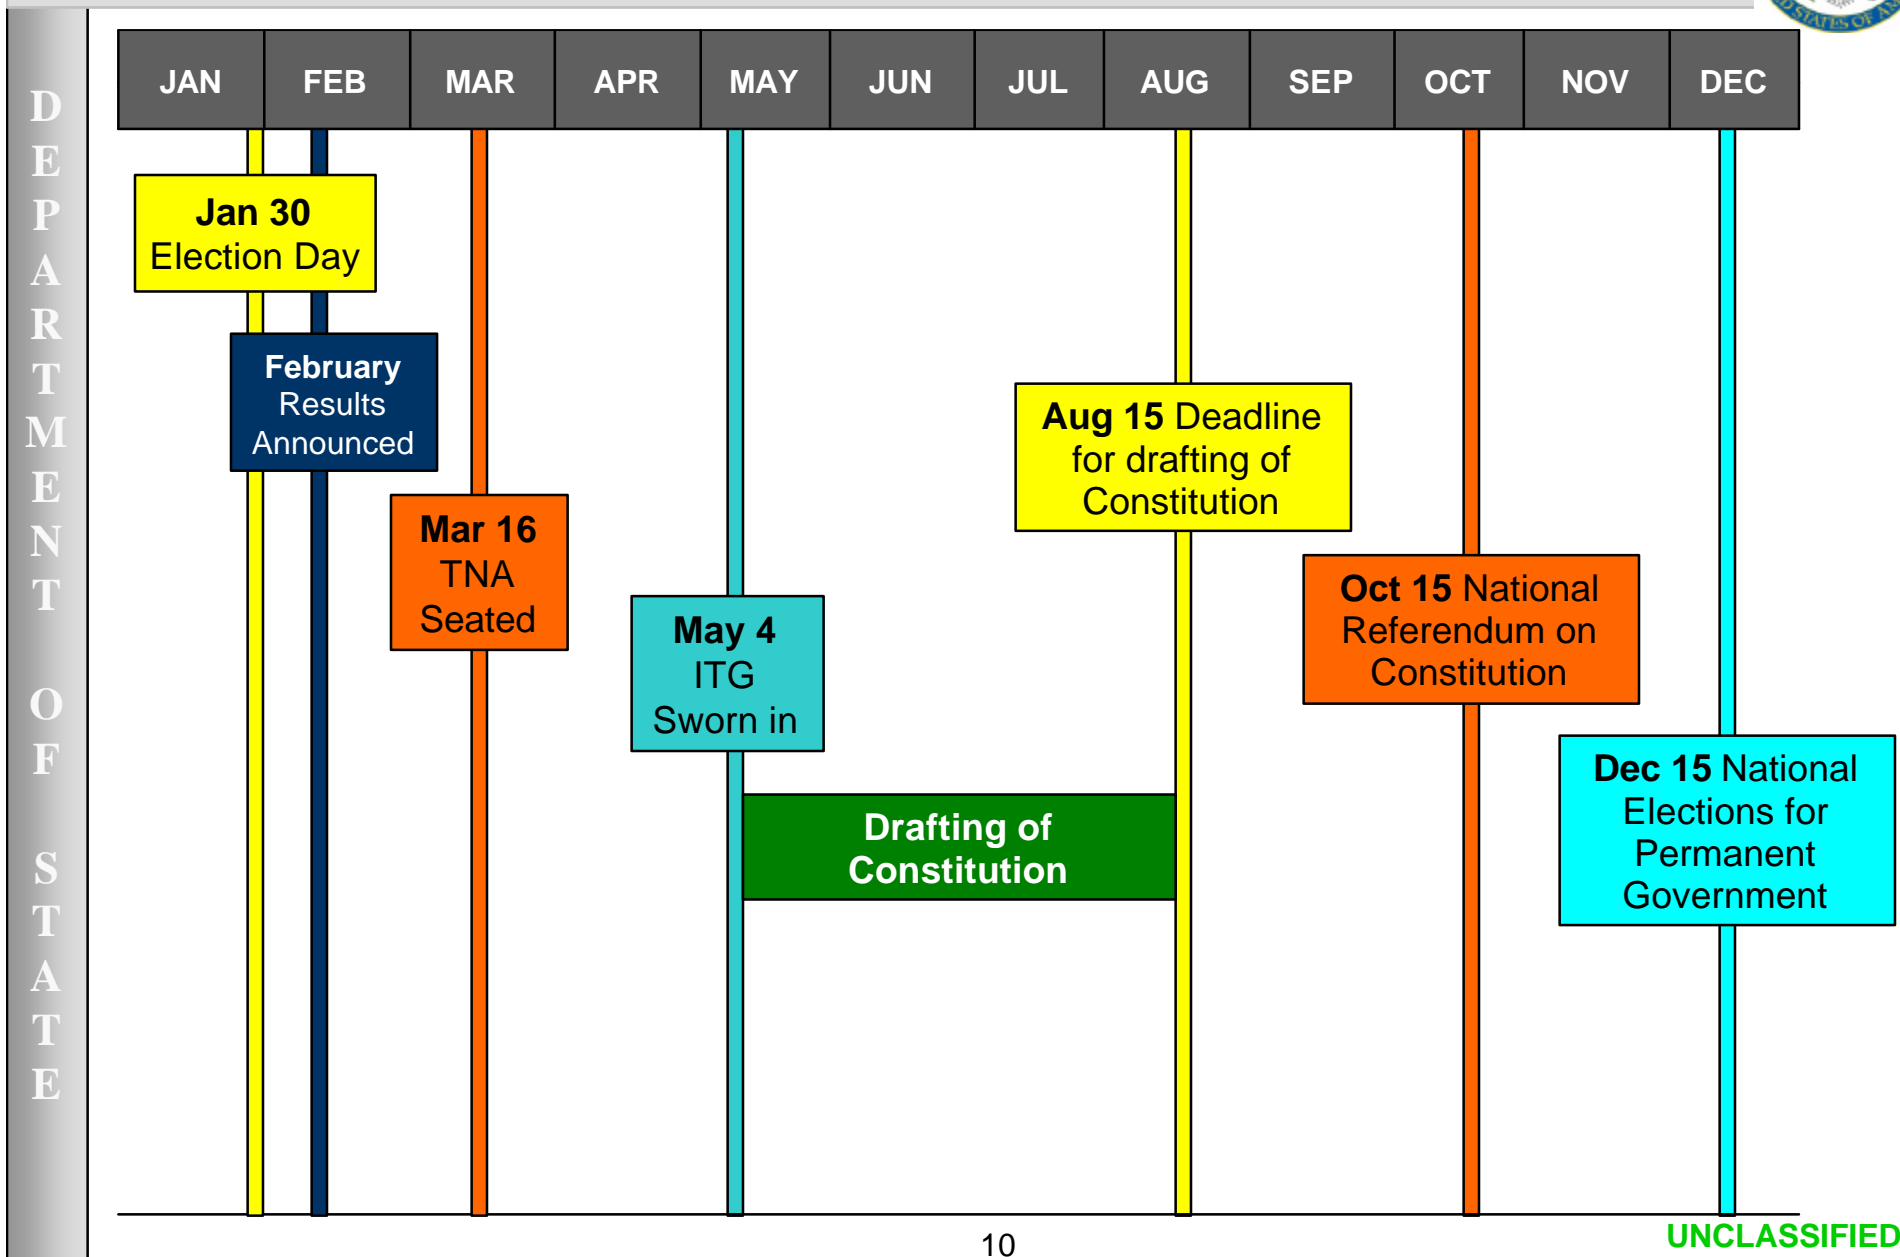 STATES OF
DEPARTMENT OF STATE
JAN FEB MAR APR MAY JUN JUL AUG SEP OCT NOV DEC
Jan 30
Election Day
February
Results
Announced
Mar 16
TNA
Seated
May 4
ITG
Sworn in
Drafting of
Constitution
Aug 15 Deadline
for drafting of
Constitution
Oct 15 National
Referendum on
Constitution
Dec 15 National
Elections for
Permanent
Government
10
UNCLASSIFIED